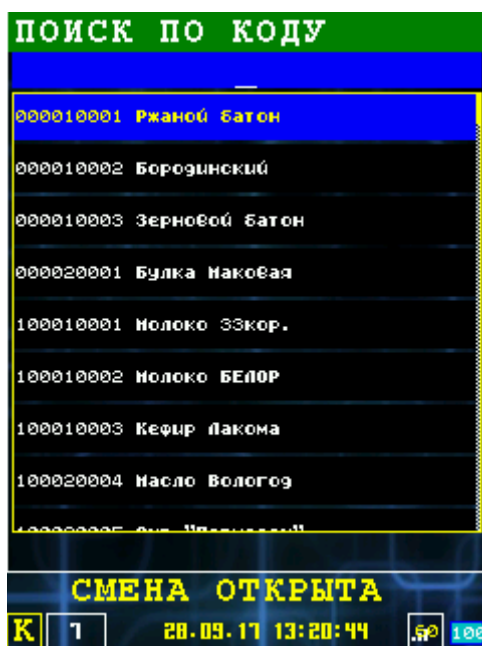 ПОИСК ПО КОДУ
000010001 Ржаной батон
000010002 Бородинский
000010003 Зерновой батон
000020001 Булка Маковая
100010001 Молоко 33кор.
100010002 Молоко БЕЛОР
100010003 Кефир Лакома
100020004 Масло Вологод
СМЕНА ОТКРЫТА
К 1 28.09.17 13:20:44 100